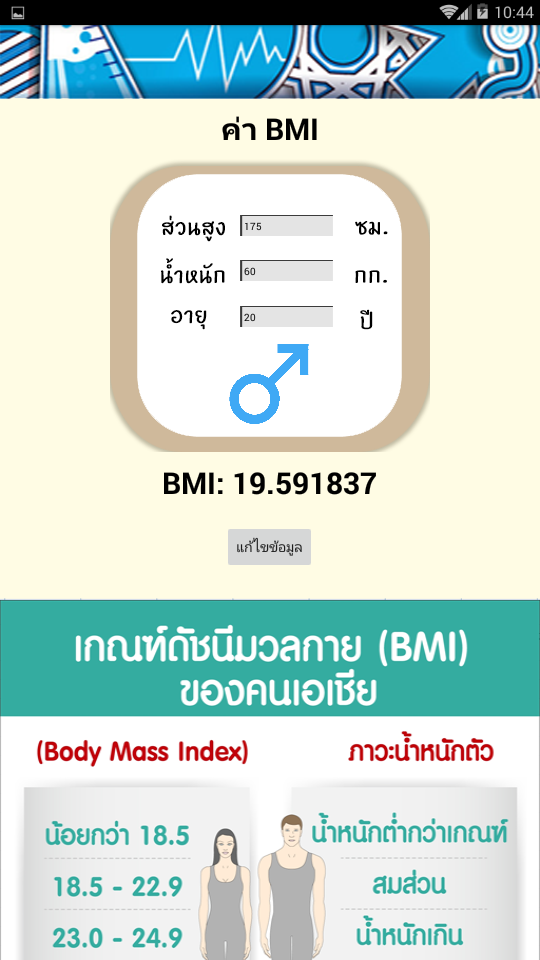 10:44
ค่า BMI
ส่วนสูง 175 ซม.
น้ำหนัก 60 กก.
อายุ 20 ปี
BMI: 19.591837
แก้ไขข้อมูล
เกณฑ์ดัชนีมวลกาย (BMI)
ของคนเอเชีย
(Body Mass Index) ภาวะน้ำหนักตัว
น้อยกว่า 18.5 น้ำหนักต่ำกว่าเกณฑ์
18.5 - 22.9 สมส่วน
23.0 - 24.9 น้ำหนักเกิน